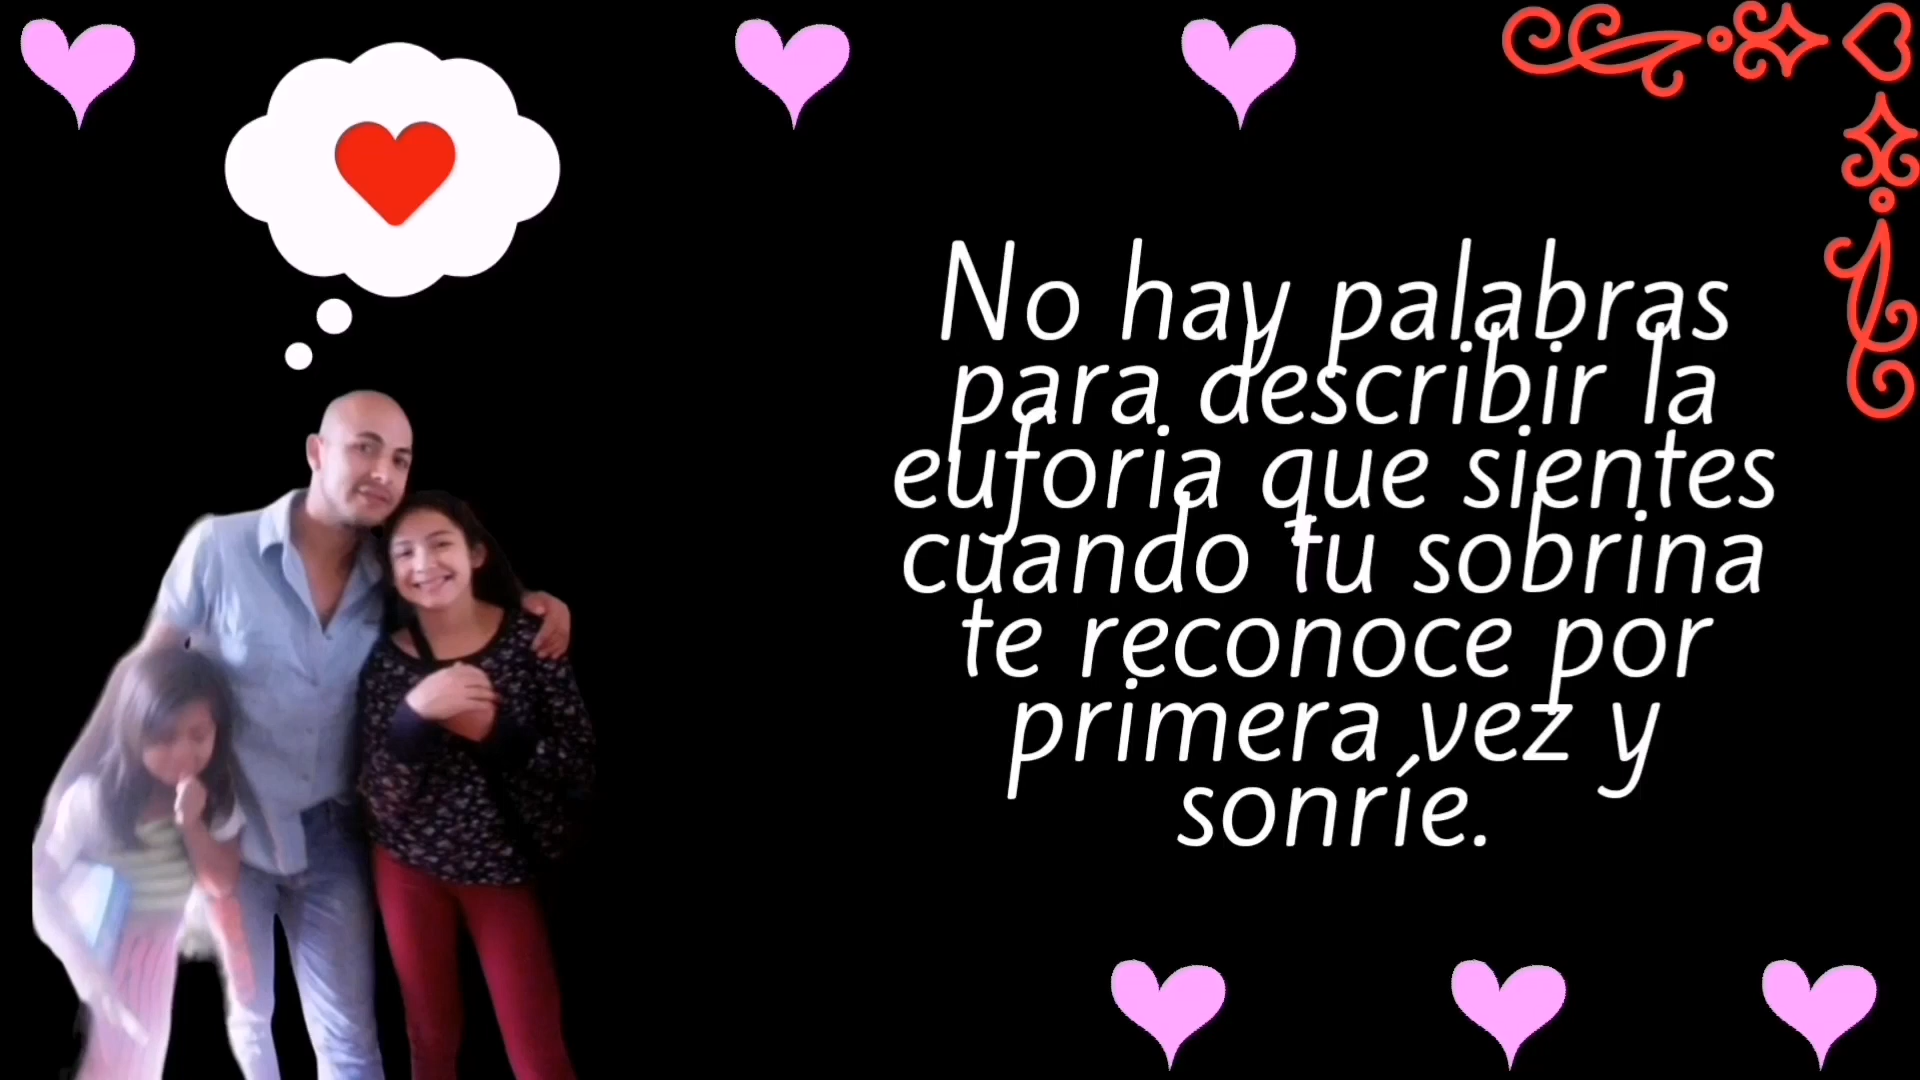 No hay palabras
para describir la
euforia que sientes
cuando tu sobrina
te reconoce por
primera vez y
sonríe.